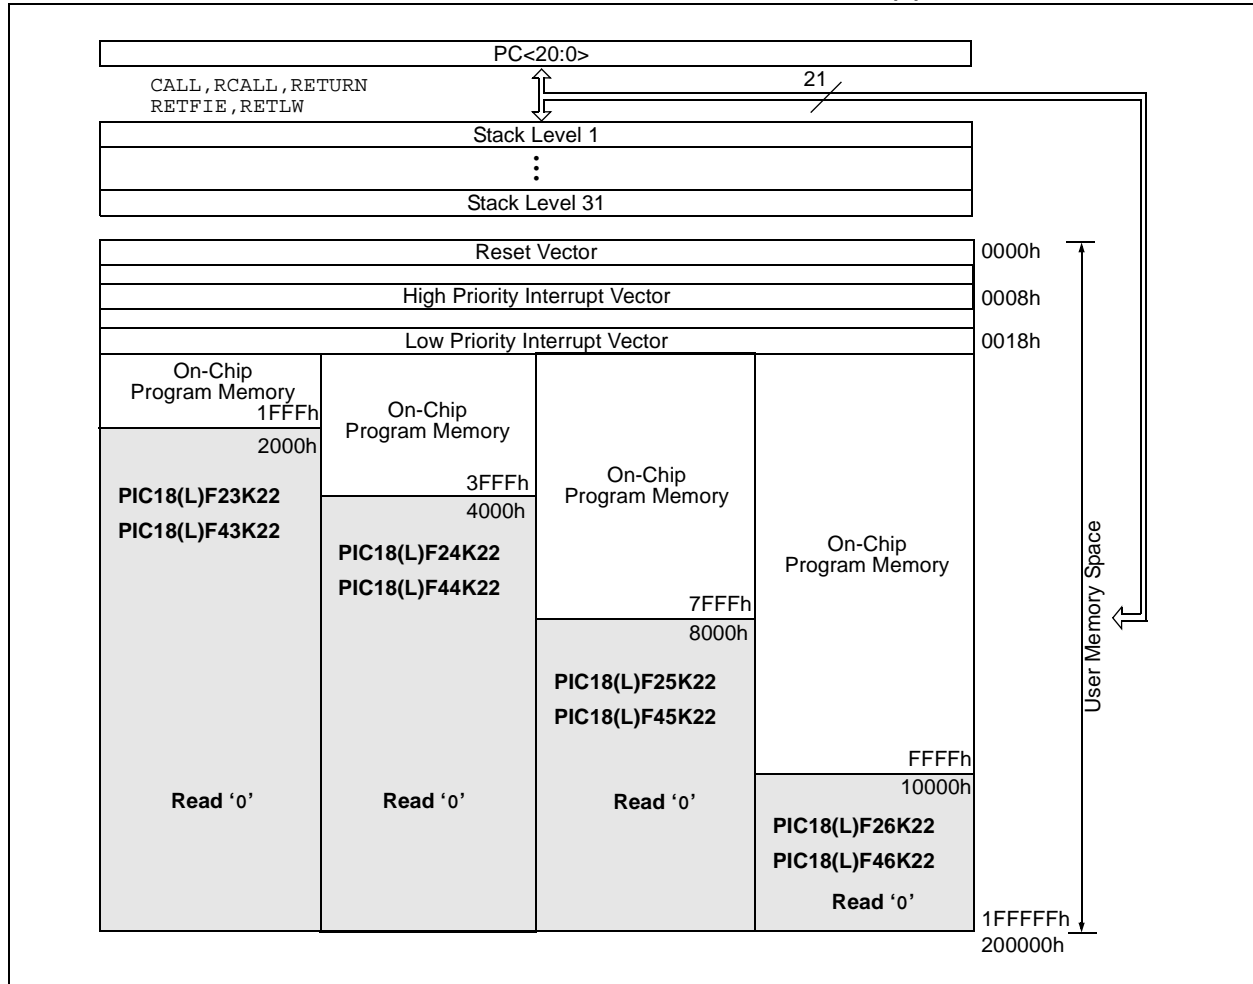 PC<20:0>
CALL,RCALL,RETURN
RETFIE,RETLW
21
Stack Level 1
Stack Level 31
Reset Vector
0000h
High Priority Interrupt Vector
0008h
Low Priority Interrupt Vector
0018h
On-Chip
Program Memory
1FFFh
2000h
PIC18(L)F23K22
PIC18(L)F43K22
Read ‘0’
On-Chip
Program Memory
3FFFh
4000h
PIC18(L)F24K22
PIC18(L)F44K22
Read ‘0’
On-Chip
Program Memory
7FFFh
8000h
PIC18(L)F25K22
PIC18(L)F45K22
Read ‘0’
On-Chip
Program Memory
FFFFh
10000h
PIC18(L)F26K22
PIC18(L)F46K22
Read ‘0’
1FFFFFh
200000h
User Memory Space